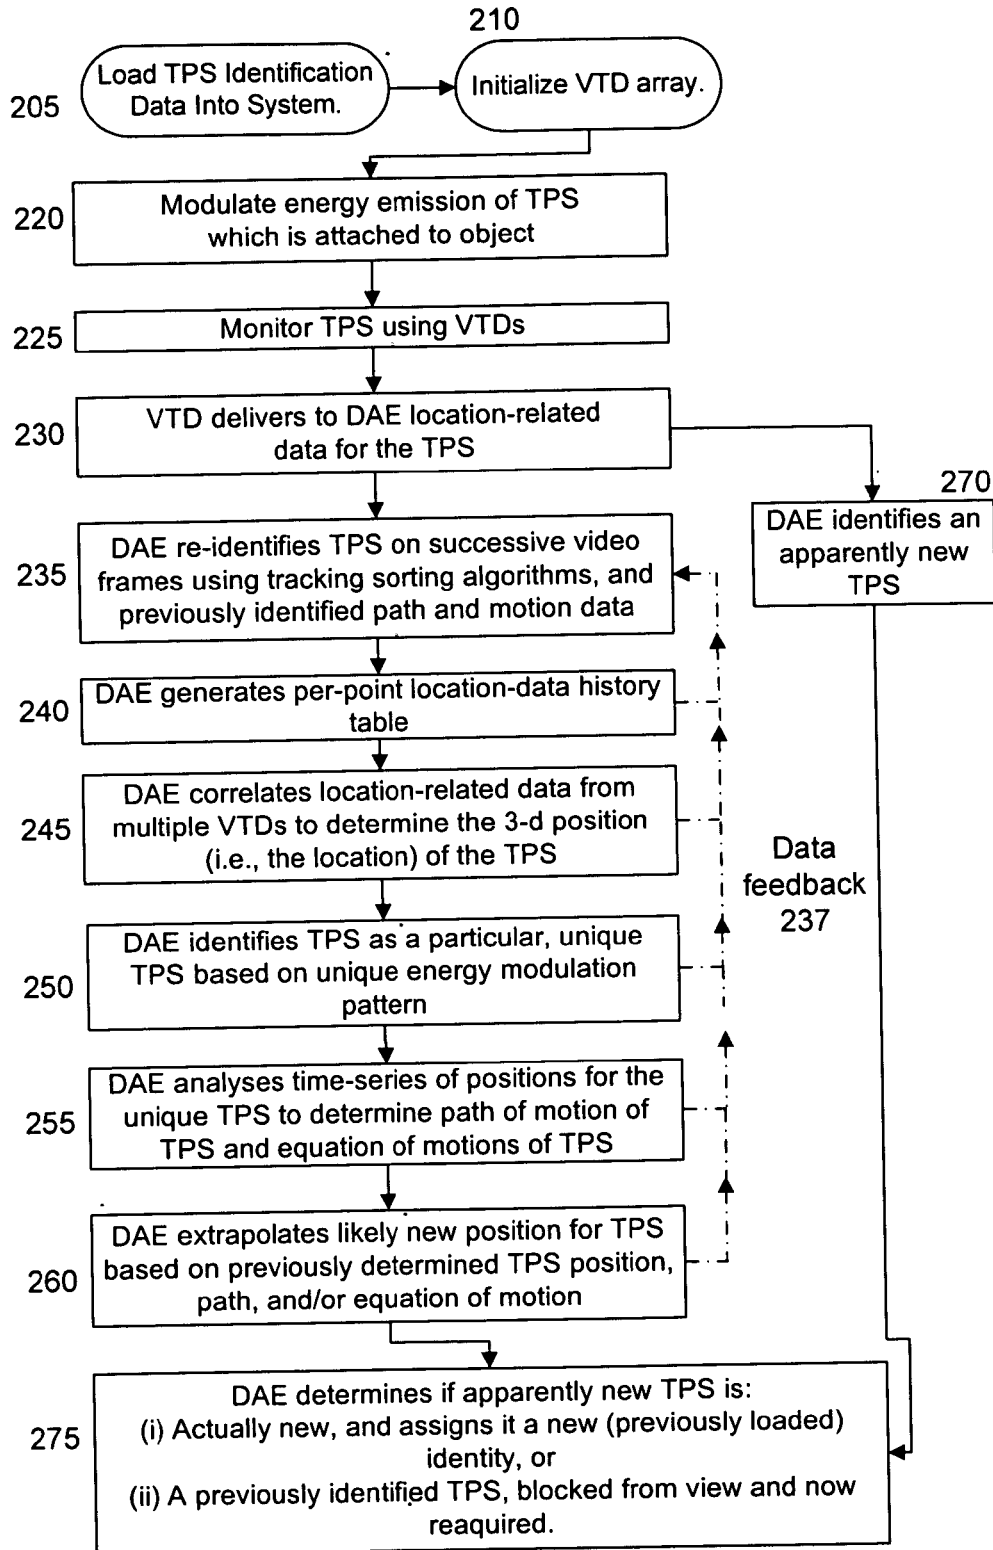 210
Load TPS Identification
Data Into System.
Initialize VTD array.
205
220
Modulate energy emission of TPS
which is attached to object
225
Monitor TPS using VTDs
230
VTD delivers to DAE location-related
data for the TPS
270
DAE identifies an
apparently new
TPS
235
DAE re-identifies TPS on successive video
frames using tracking sorting algorithms, and
previously identified path and motion data
240
DAE generates per-point location-data history
table
245
DAE correlates location-related data from
multiple VTDs to determine the 3-d position
(i.e., the location) of the TPS
Data
feedback
237
250
DAE identifies TPS as a particular, unique
TPS based on unique energy modulation
pattern
255
DAE analyses time-series of positions for the
unique TPS to determine path of motion of
TPS and equation of motions of TPS
260
DAE extrapolates likely new position for TPS
based on previously determined TPS position,
path, and/or equation of motion
275
DAE determines if apparently new TPS is:
(i) Actually new, and assigns it a new (previously loaded)
identity, or
(ii) A previously identified TPS, blocked from view and now
reaquired.